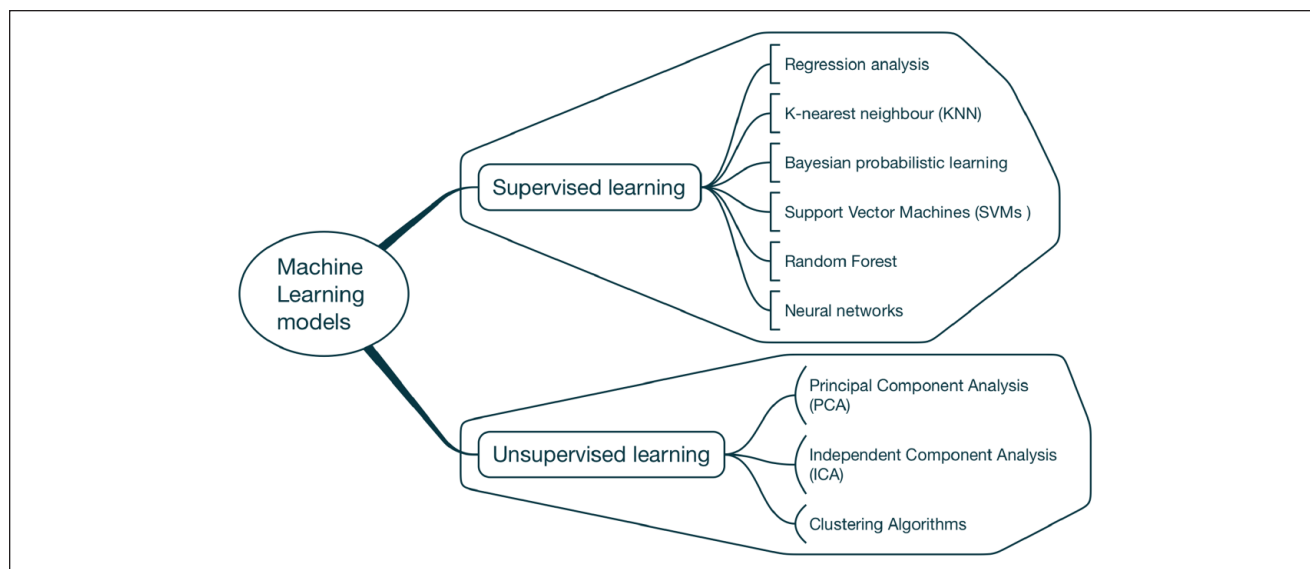 Machine
Learning
models
Supervised learning
Regression analysis
K-nearest neighbour (KNN)
Bayesian probabilistic learning
Support Vector Machines (SVMs )
Random Forest
Neural networks
Unsupervised learning
Principal Component Analysis
(PCA)
Independent Component Analysis
(ICA)
Clustering Algorithms